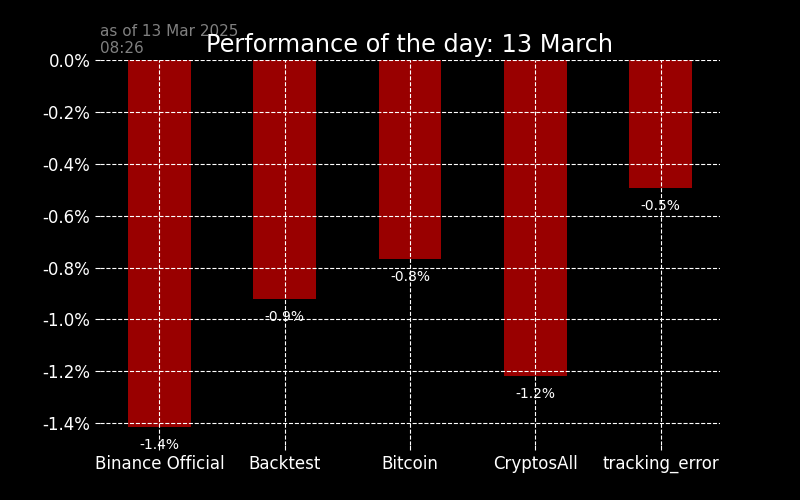 as of 13 Mar 2025
08:26
Performance of the day: 13 March
0.0%
-0.2%
-0.4%
-0.6%
-0.8%
-1.0%
-1.2%
-1.4%
-1.4%
-0.9%
-0.8%
-1.2%
-0.5%
Binance Official
Backtest
Bitcoin
CryptosAll
tracking_error